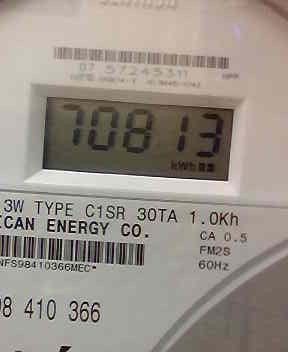 07 57245311
70813
kWh
3W TYPE C1SR 30TA 1.0Kh
ICAN ENERGY CO.
CA 0.5
FM2S
NFS98410366MEC*
60Hz
98 410 366